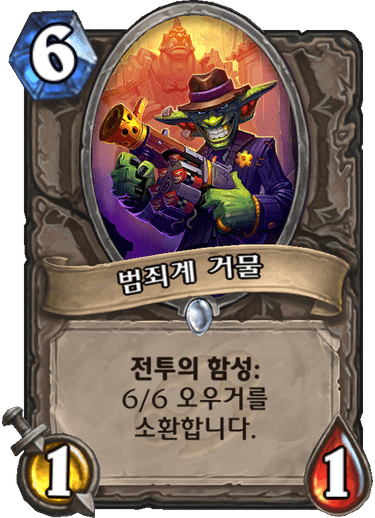 6
범죄계 거물
전투의 함성:
6/6 오우거를
소환합니다.
1
1